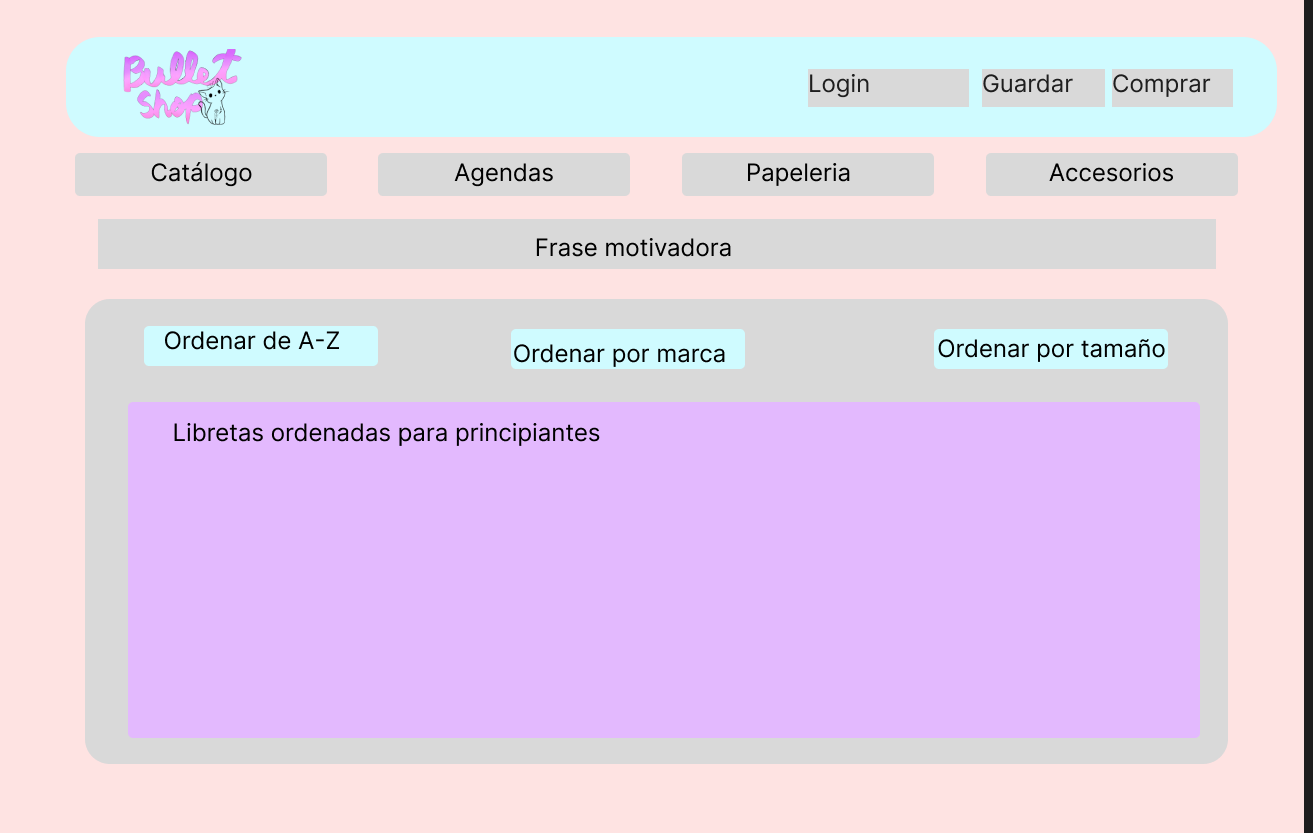 Bullet
Shop
Login
Guardar
Comprar
Catálogo
Agendas
Papeleria
Accesorios
Frase motivadora
Ordenar de A-Z
Ordenar por marca
Ordenar por tamaño
Libretas ordenadas para principiantes